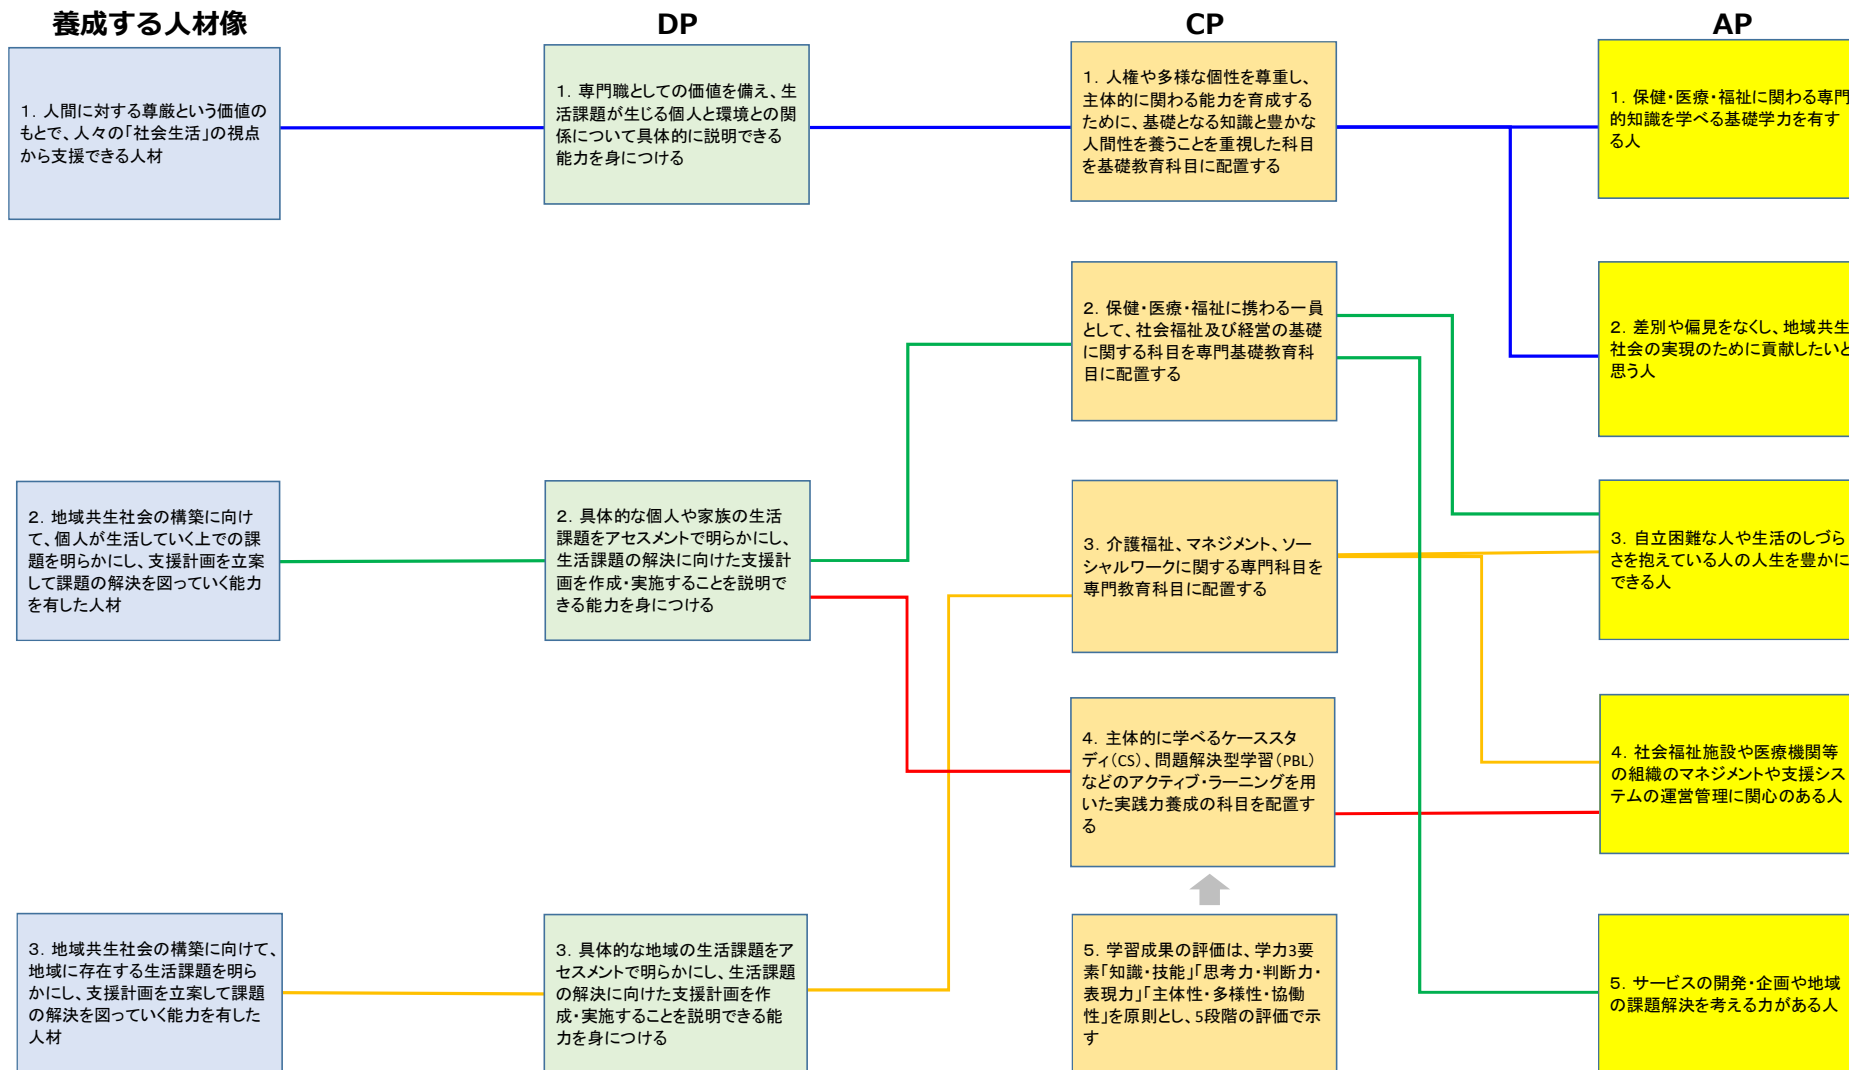 養成する人材像
DP
CP
AP
1. 人間に対する尊厳という価値の
もとで、人々の「社会生活」の視点
から支援できる人材
1. 専門職としての価値を備え、生
活課題が生じる個人と環境との関
係について具体的に説明できる
能力を身につける
1. 人権や多様な個性を尊重し、
主体的に関わる能力を育成する
ために、基礎となる知識と豊かな
人間性を養うことを重視した科目
を基礎教育科目に配置する
1. 保健・医療・福祉に関わる専門
的知識を学べる基礎学力を有す
る人
2. 保健・医療・福祉に携わる一員
として、社会福祉及び経営の基礎
に関する科目を専門基礎教育科
目に配置する
2. 差別や偏見をなくし、地域共生
社会の実現のために貢献したいと
思う人
2. 地域共生社会の構築に向け
て、個人が生活していく上での課
題を明らかにし、支援計画を立案
して課題の解決を図っていく能力
を有した人材
2. 具体的な個人や家族の生活
課題をアセスメントで明らかにし、
生活課題の解決に向けた支援計
画を作成・実施することを説明で
きる能力を身につける
3. 介護福祉、マネジメント、ソー
シャルワークに関する専門科目を
専門教育科目に配置する
3. 自立困難な人や生活のしづら
さを抱えている人の人生を豊かに
できる人
4. 主体的に学べるケーススタ
ディ(CS)、問題解決型学習(PBL)
などのアクティブ・ラーニングを用
いた実践力養成の科目を配置す
る
4. 社会福祉施設や医療機関等
の組織のマネジメントや支援シス
テムの運営管理に関心のある人
3. 地域共生社会の構築に向けて、
地域に存在する生活課題を明ら
かにし、支援計画を立案して課題
の解決を図っていく能力を有した
人材
3. 具体的な地域の生活課題をア
セスメントで明らかにし、生活課題
の解決に向けた支援計画を作
成・実施することを説明できる能
力を身につける
5. 学習成果の評価は、学力3要
素「知識・技能」「思考力・判断力・
表現力」「主体性・多様性・協働
性」を原則とし、5段階の評価で示
す
5. サービスの開発・企画や地域
の課題解決を考える力がある人